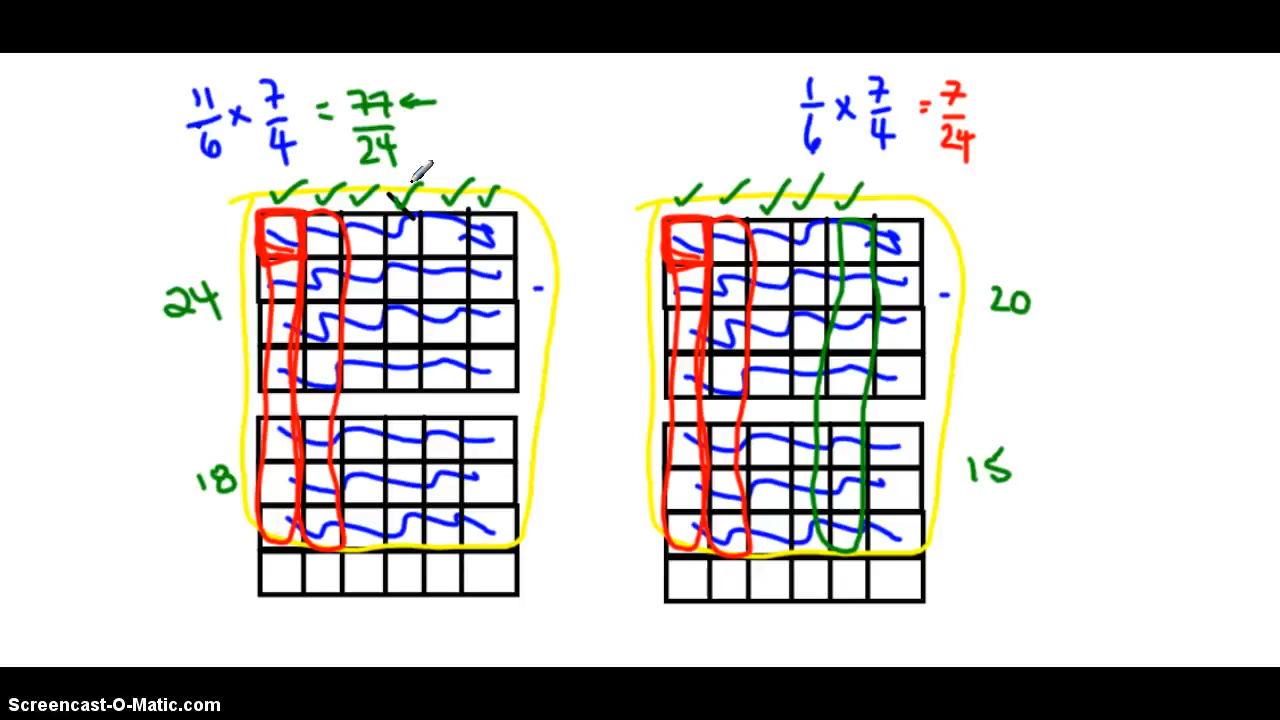 11/6 × 7/4 = 77/24 ←
1/6 × 7/4 = 7/24
24
20
18
15
Screencast-O-Matic.com